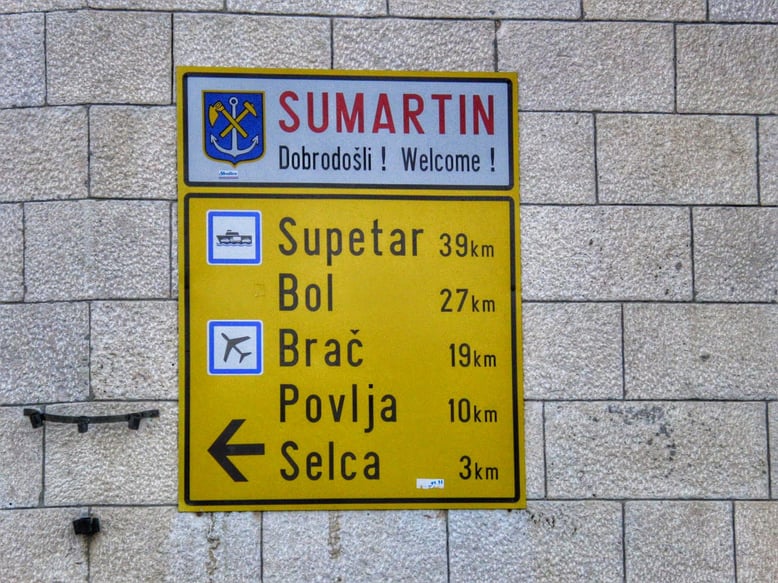 SUMARTIN
Dobrodošli ! Welcome !
Supetar 39km
Bol 27km
Brač 19km
Povlja 10km
Selca 3km